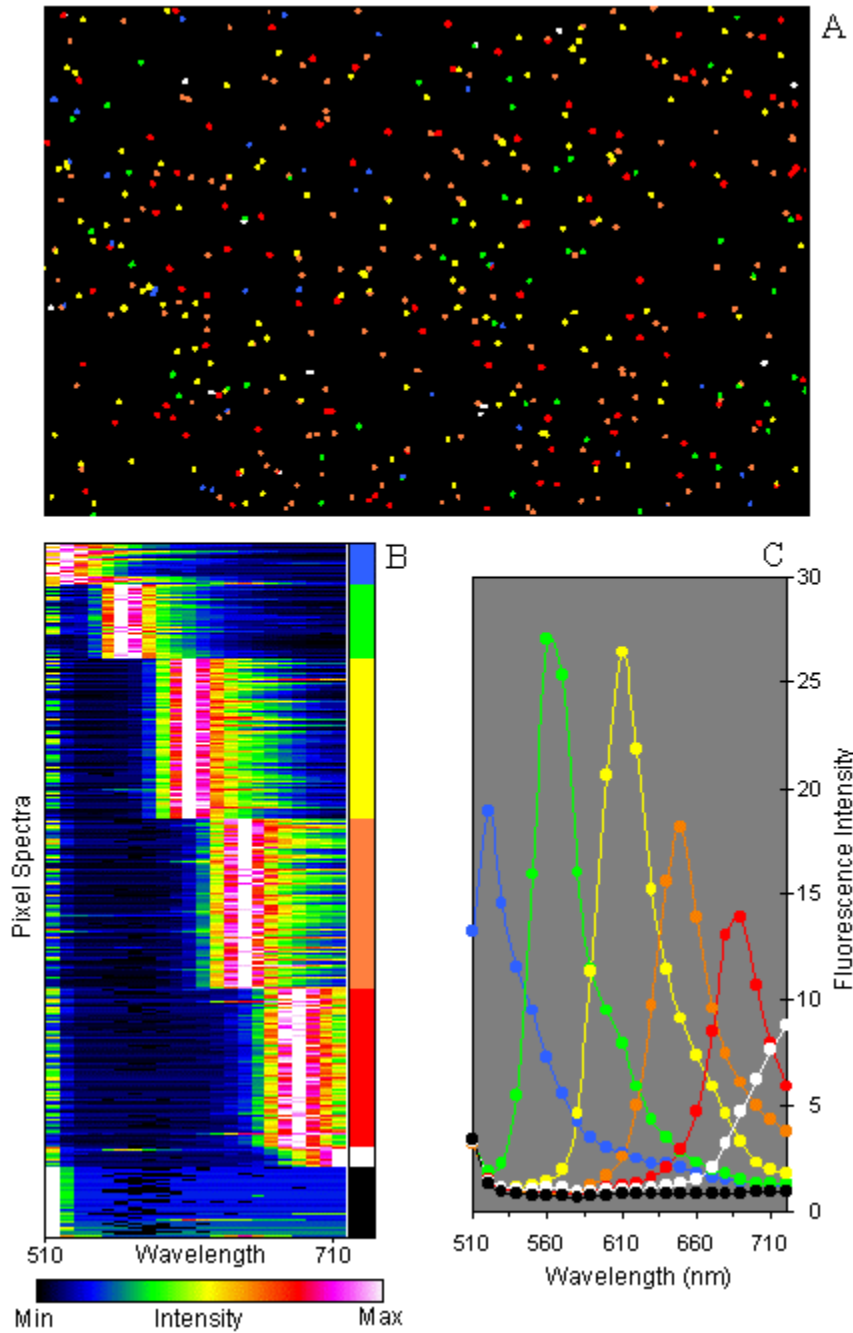 A
B
C
Pixel Spectra
510 Wavelength 710
Min Intensity Max
30
25
20
15
10
5
0
Fluorescence Intensity
510 560 610 660 710
Wavelength (nm)